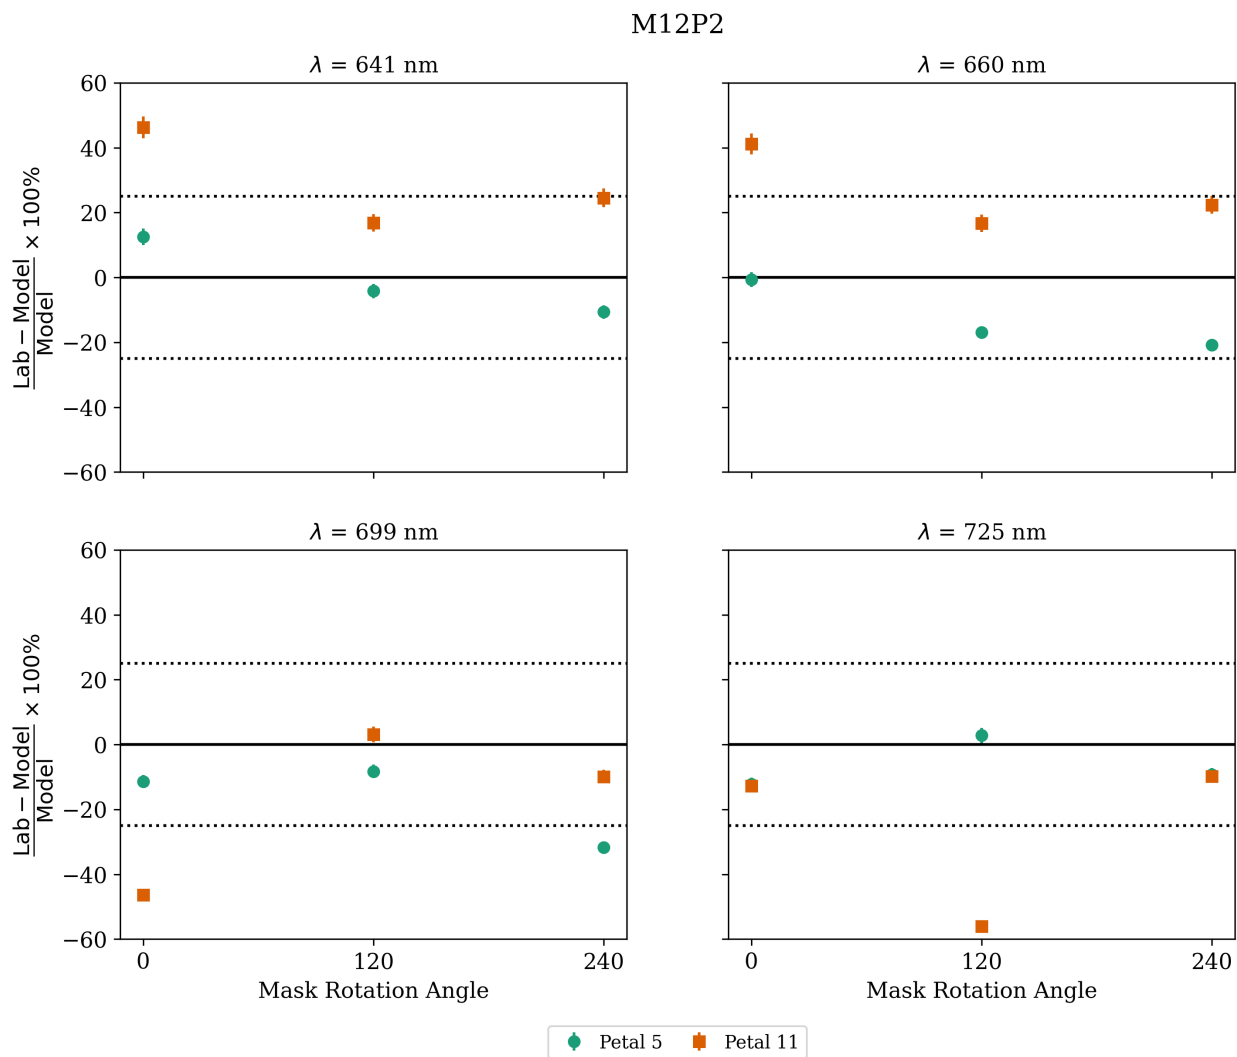 M12P2
λ = 641 nm
λ = 660 nm
60
40
20
0
−20
−40
−60
Lab − Model
Model
× 100%
λ = 699 nm
λ = 725 nm
60
40
20
0
−20
−40
−60
Lab − Model
Model
× 100%
0 120 240
0 120 240
Mask Rotation Angle
Mask Rotation Angle
Petal 5 Petal 11